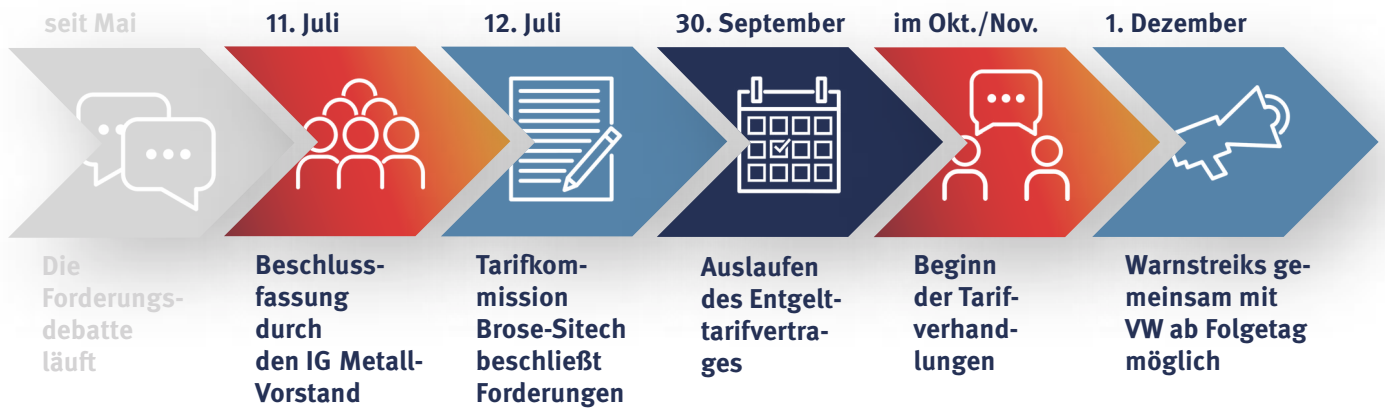 seit Mai
11. Juli
12. Juli
30. September
im Okt./Nov.
1. Dezember
Die
Forderungs-
debatte
läuft
Beschluss-
fassung
durch
den IG Metall-
Vorstand
Tarifkom-
mission
Brose-Sitech
beschließt
Forderungen
Auslaufen
des Entgelt-
tarifvertra-
ges
Beginn
der Tarif-
verhand-
lungen
Warnstreiks ge-
meinsam mit
VW ab Folgetag
möglich